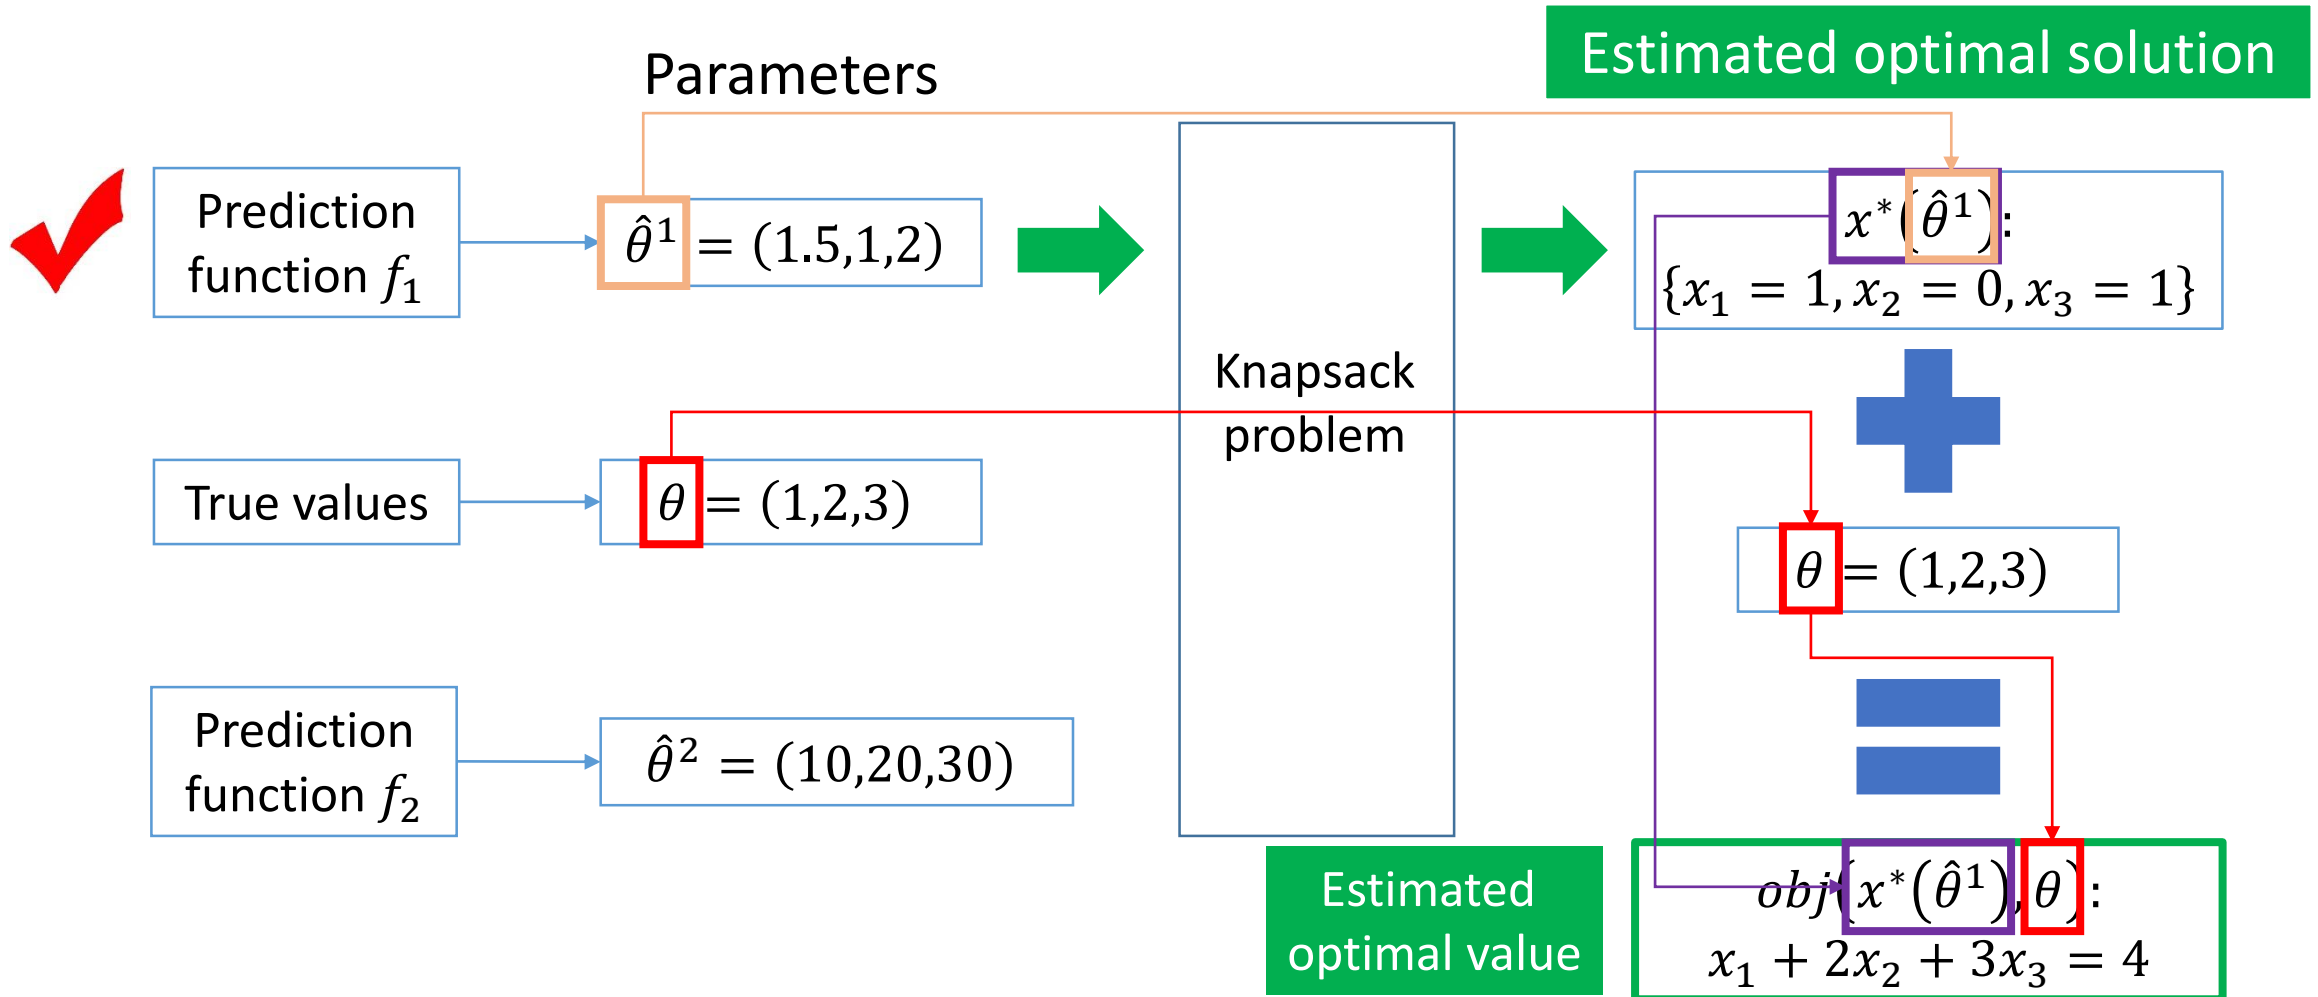 Estimated optimal solution
Parameters
Prediction
function f₁
θ̂¹ = (1.5,1,2)
x*(θ̂¹):
{x₁ = 1, x₂ = 0, x₃ = 1}
Knapsack
problem
True values
θ = (1,2,3)
θ = (1,2,3)
Prediction
function f₂
θ̂² = (10,20,30)
Estimated
optimal value
obj(x*(θ̂¹), θ):
x₁ + 2x₂ + 3x₃ = 4